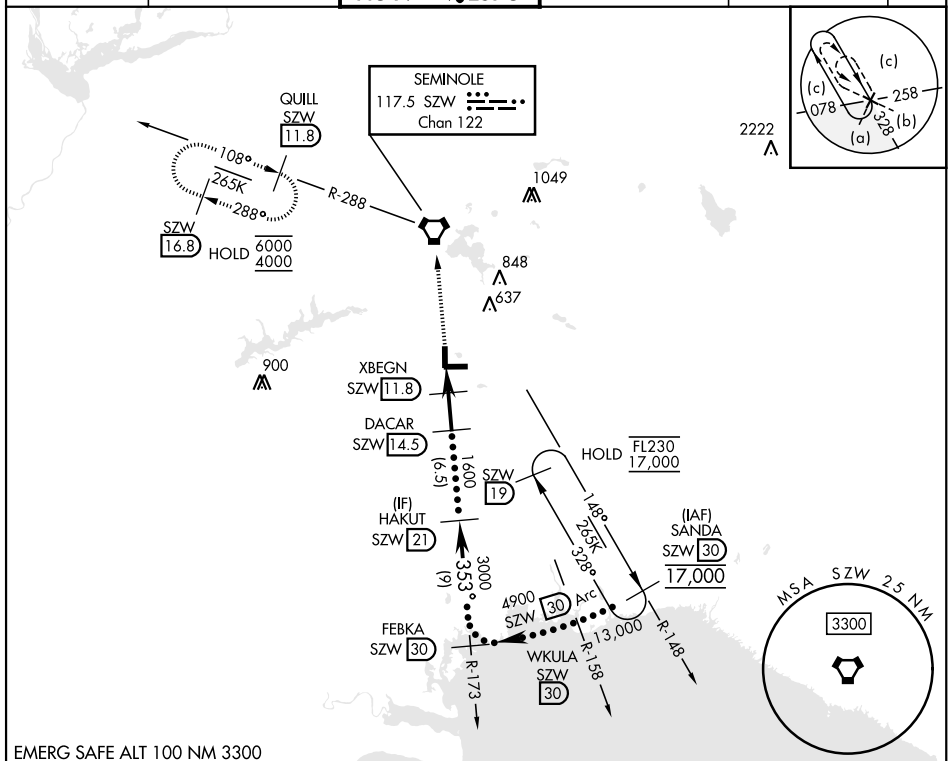 SEMINOLE
117.5 SZW
Chan 122
QUILL
SZW
11.8
108°
265K
288°
R-288
SZW
16.8
HOLD 6000
4000
(c)
(c)
258
078
328
(b)
(a)
2222
1049
848
637
900
XBEGN
SZW 11.8
DACAR
SZW 14.5
1600
(6.5)
(IF)
HAKUT
SZW 21
3000
353°
(9)
FEBKA
SZW 30
R-173
SZW
19
HOLD FL230
17,000
148°
265K
328°
(IAF)
SANDA
SZW 30
17,000
4900
SZW 30 Arc
13,000
WKULA
SZW
30
R-158
R-148
MSA SZW 25 NM
3300
EMERG SAFE ALT 100 NM 3300